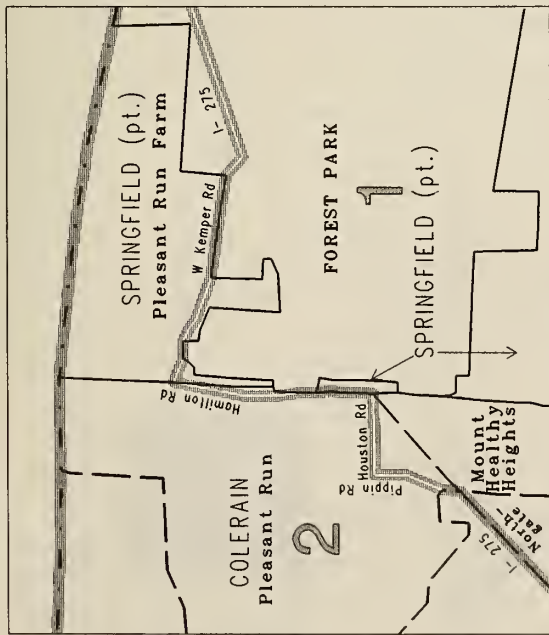 SPRINGFIELD (pt.)
Pleasant Run Farm
I- 275
W Kemper Rd
FOREST PARK
1
SPRINGFIELD (pt.)
Hamilton Rd
COLERAIN
Pleasant Run
2
Houston Rd
Pippin Rd
Mount
Healthy
Heights
North-
gate
I- 275